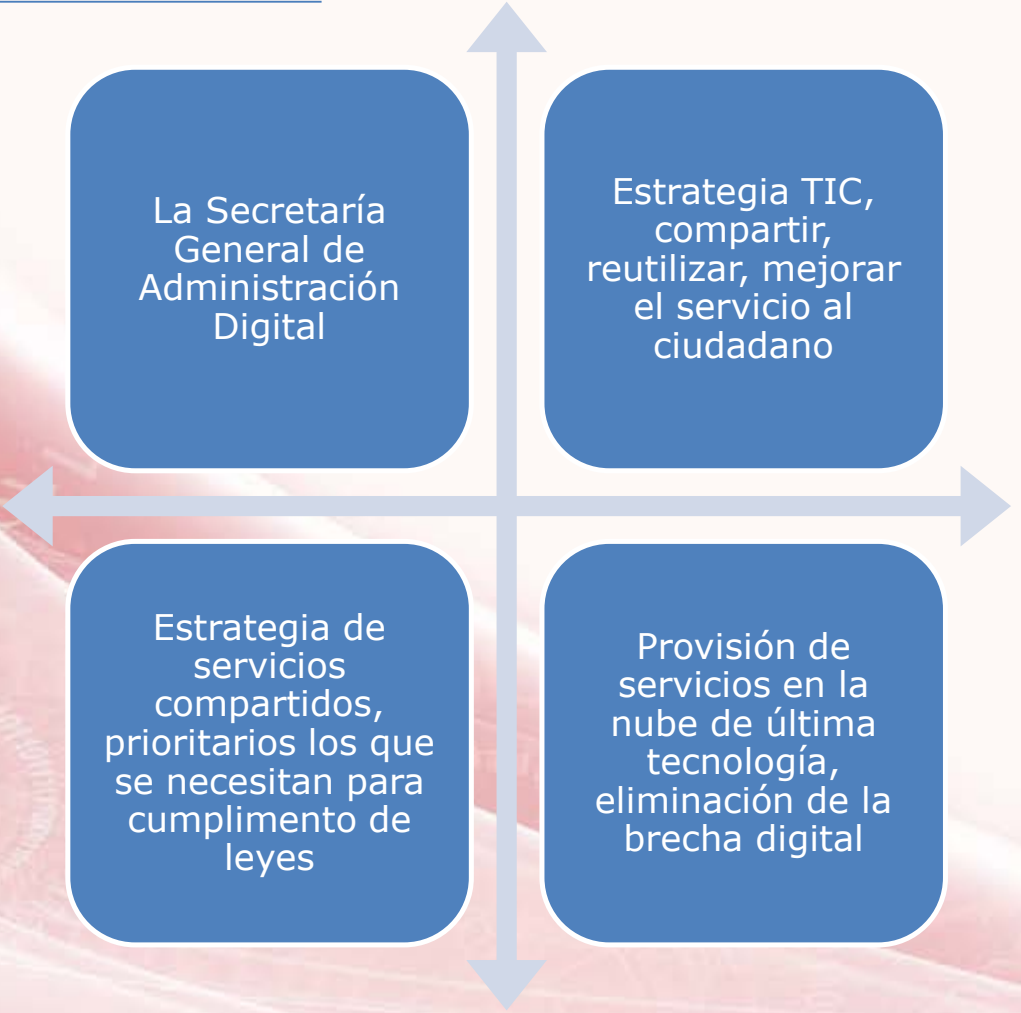 La Secretaría
General de
Administración
Digital
Estrategia TIC,
compartir,
reutilizar, mejorar
el servicio al
ciudadano
Estrategia de
servicios
compartidos,
prioritarios los que
se necesitan para
cumplimento de
leyes
Provisión de
servicios en la
nube de última
tecnología,
eliminación de la
brecha digital